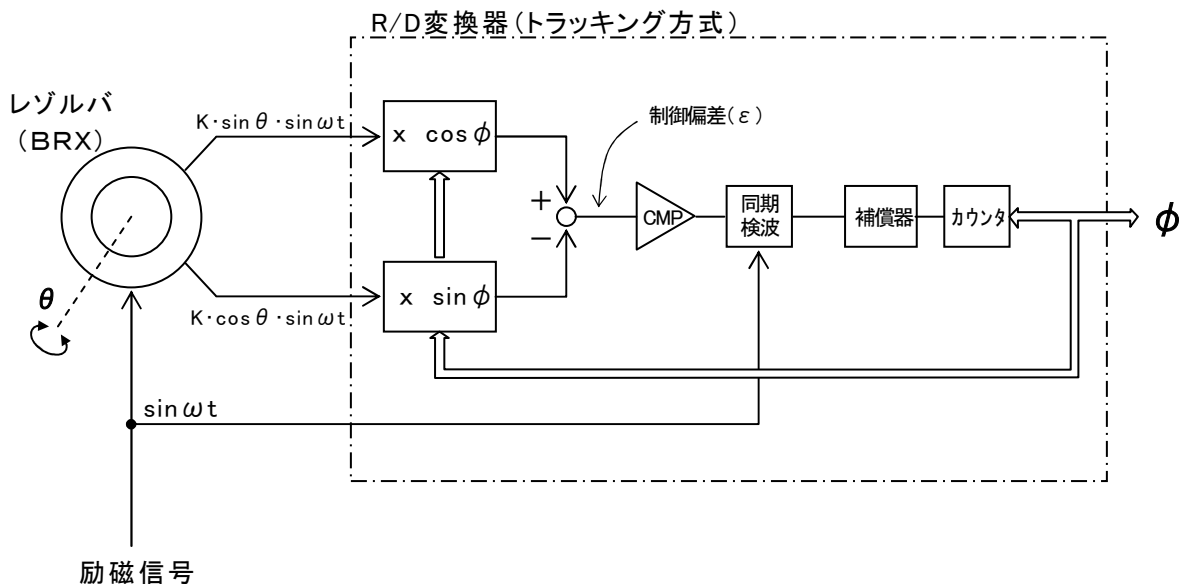 R/D変換器(トラッキング方式)
レゾルバ
(BRX)
K·sinθ·sinωt
x cosφ
制御偏差(ε)
+
−
CMP
同期
検波
補償器
カウンタ
φ
x sinφ
K·cosθ·sinωt
θ
sinωt
励磁信号